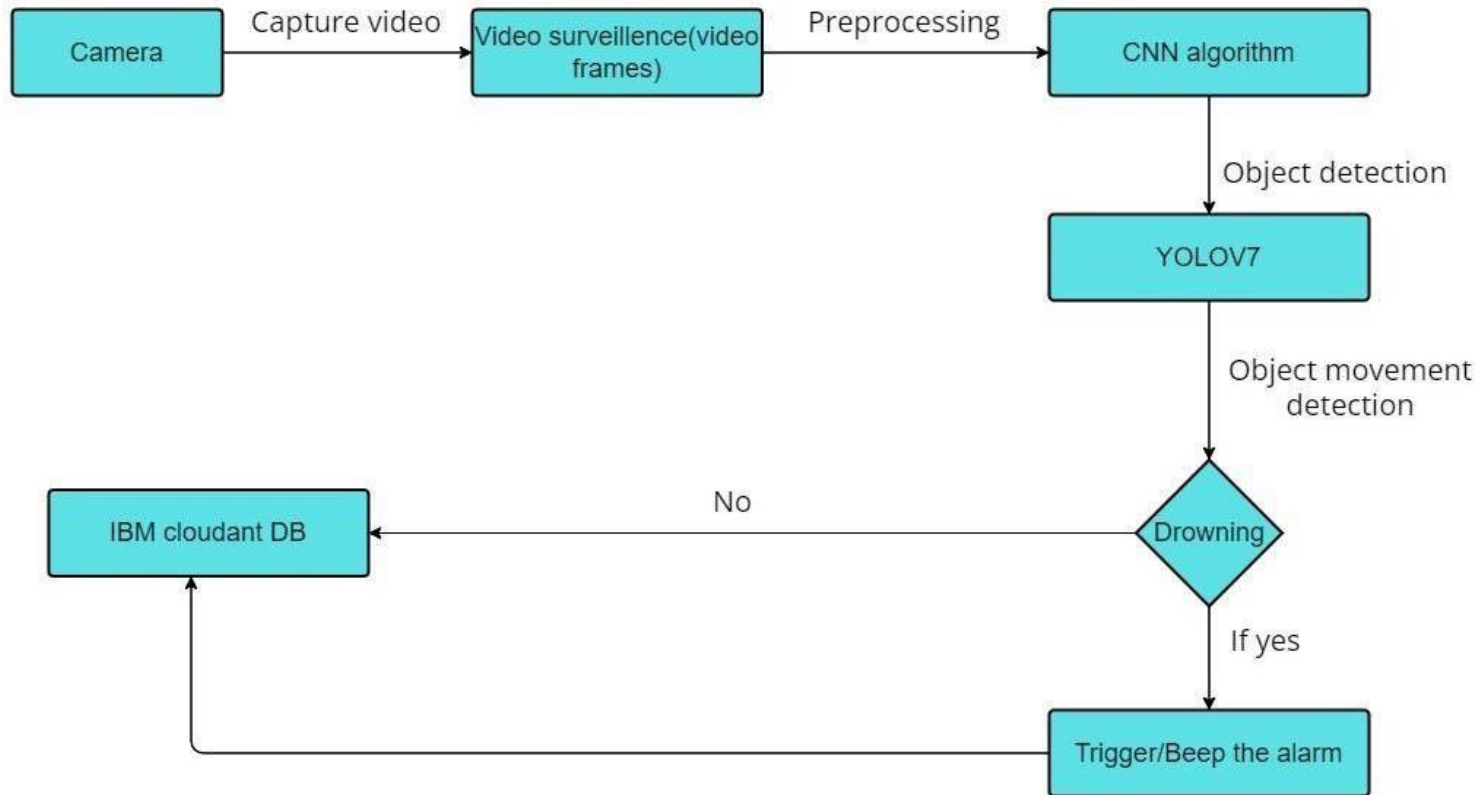 Camera
Capture video
Video surveillence(video
frames)
Preprocessing
CNN algorithm
Object detection
YOLOV7
Object movement
detection
Drowning
No
IBM cloudant DB
If yes
Trigger/Beep the alarm